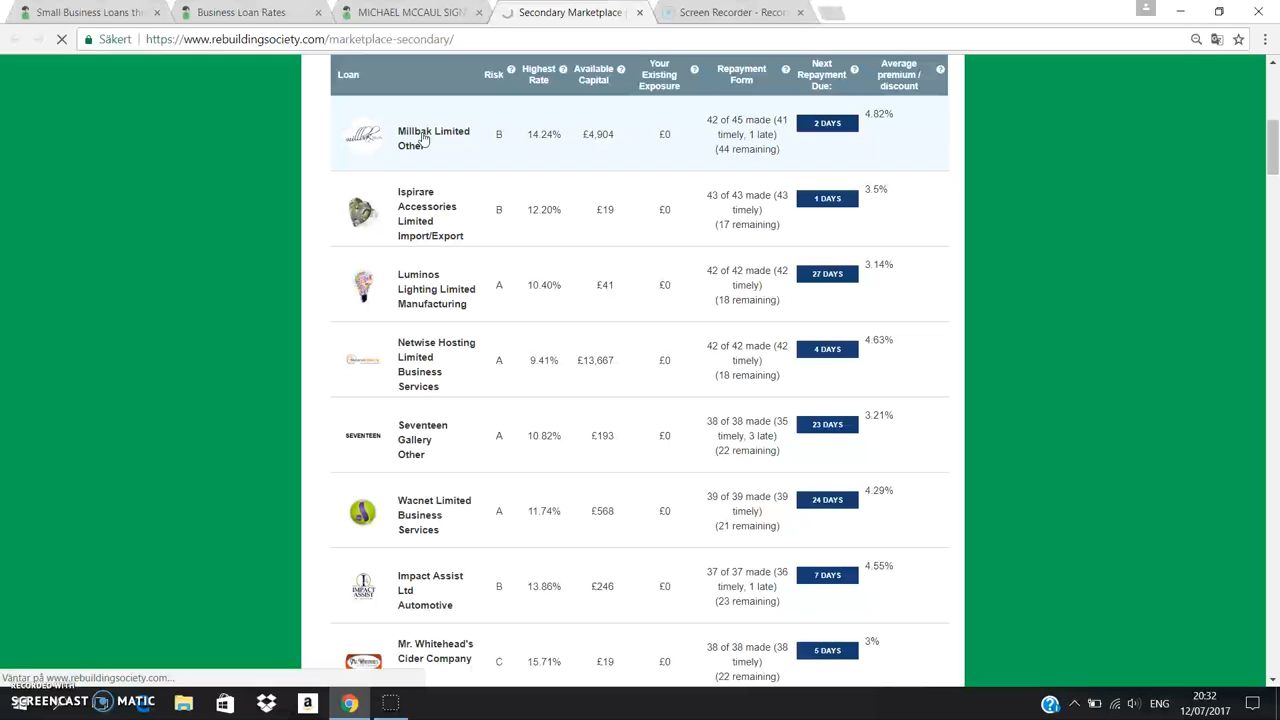 Small Business Loans th
Business Loan Rates
MICHAEL MCCAUL SIGN
Secondary Marketplace
Screen Recorder - Reco
Säkert
https://www.rebuildingsociety.com/marketplace-secondary/
Loan
Risk
Highest
Rate
Available
Capital
Your
Existing
Exposure
Repayment
Form
Next
Repayment
Due:
Average
premium /
discount
Millbak Limited
Other
B
14.24%
£4,904
£0
42 of 45 made (41
timely, 1 late)
(44 remaining)
2 DAYS
4.82%
Ispirare
Accessories
Limited
Import/Export
B
12.20%
£19
£0
43 of 43 made (43
timely)
(17 remaining)
1 DAYS
3.5%
Luminos
Lighting Limited
Manufacturing
A
10.40%
£41
£0
42 of 42 made (42
timely)
(18 remaining)
27 DAYS
3.14%
Netwise Hosting
Limited
Business
Services
A
9.41%
£13,667
£0
42 of 42 made (42
timely)
(18 remaining)
4 DAYS
4.63%
SEVENTEEN
Seventeen
Gallery
Other
A
10.82%
£193
£0
38 of 38 made (35
timely, 3 late)
(22 remaining)
23 DAYS
3.21%
Wacnet Limited
Business
Services
A
11.74%
£568
£0
39 of 39 made (39
timely)
(21 remaining)
24 DAYS
4.29%
IMPACT
ASSIST
Impact Assist
Ltd
Automotive
B
13.86%
£246
£0
37 of 37 made (36
timely, 1 late)
(23 remaining)
7 DAYS
4.55%
Mr. Whitehead's
Cider Company
C
15.71%
£19
£0
38 of 38 made (38
timely)
(22 remaining)
5 DAYS
3%
Väntar på www.rebuildingsociety.com...
RECORDED WITH
SCREENCAST MATIC
ENG
20:32
12/07/2017